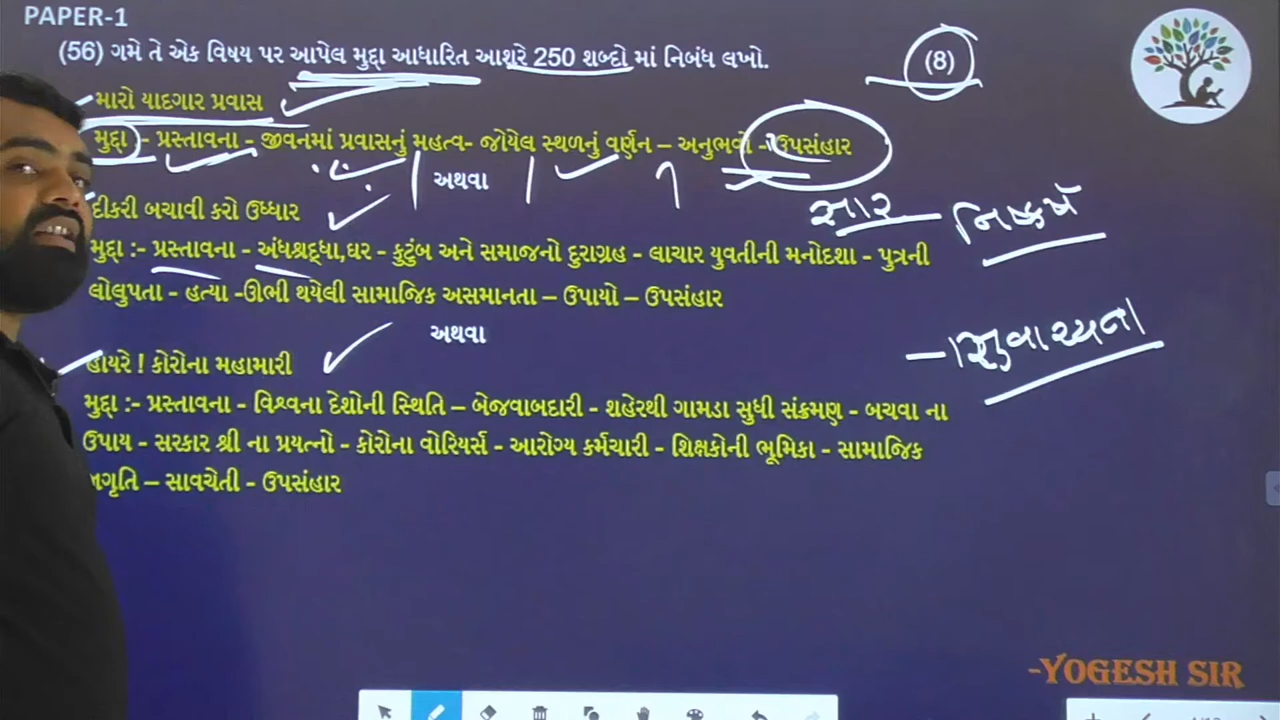 PAPER-1
(56) ગમે તે એક વિષય પર આપેલ મુદ્દા આધારિત આશરે 250 શબ્દો માં નિબંધ લખો. (8)
મારો યાદગાર પ્રવાસ
મુદ્દા - પ્રસ્તાવના - જીવનમાં પ્રવાસનું મહત્વ- જોયેલ સ્થળનું વર્ણન – અનુભવો - ઉપસંહાર
અથવા
દીકરી બચાવી કરો ઉધ્ધાર
સાર નિષ્કર્ષ
મુદ્દા :- પ્રસ્તાવના - અંધશ્રદ્ધા,ઘર - કુટુંબ અને સમાજનો દુરાગ્રહ - લાચાર યુવતીની મનોદશા - પુત્રની
લોલુપતા - હત્યા -ઊભી થયેલી સામાજિક અસમાનતા – ઉપાયો – ઉપસંહાર
અથવા
હાયરે ! કોરોના મહામારી
મુદ્દા :- પ્રસ્તાવના - વિશ્વના દેશોની સ્થિતિ – બેજવાબદારી - શહેરથી ગામડા સુધી સંક્રમણ - બચવા ના
ઉપાય - સરકાર શ્રી ના પ્રયત્નો - કોરોના વોરિયર્સ - આરોગ્ય કર્મચારી - શિક્ષકોની ભૂમિકા - સામાજિક
જાગૃતિ – સાવચેતી - ઉપસંહાર
-YOGESH SIR